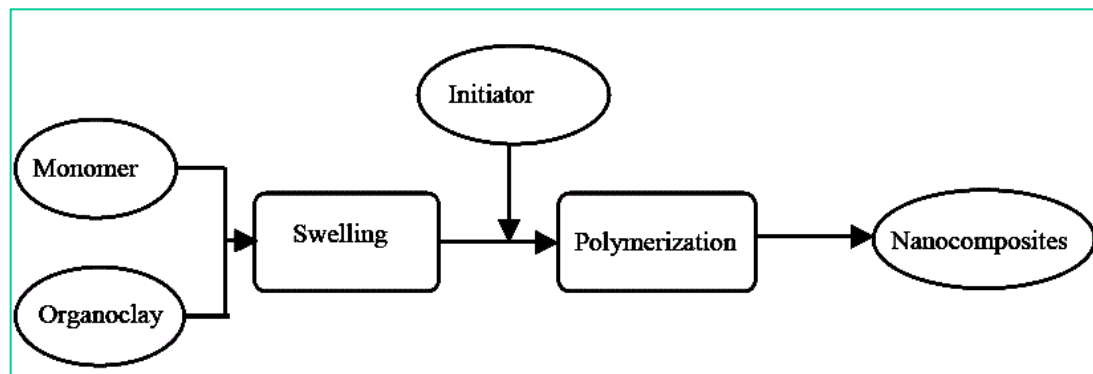 Initiator
Monomer
Swelling
Polymerization
Nanocomposites
Organoclay